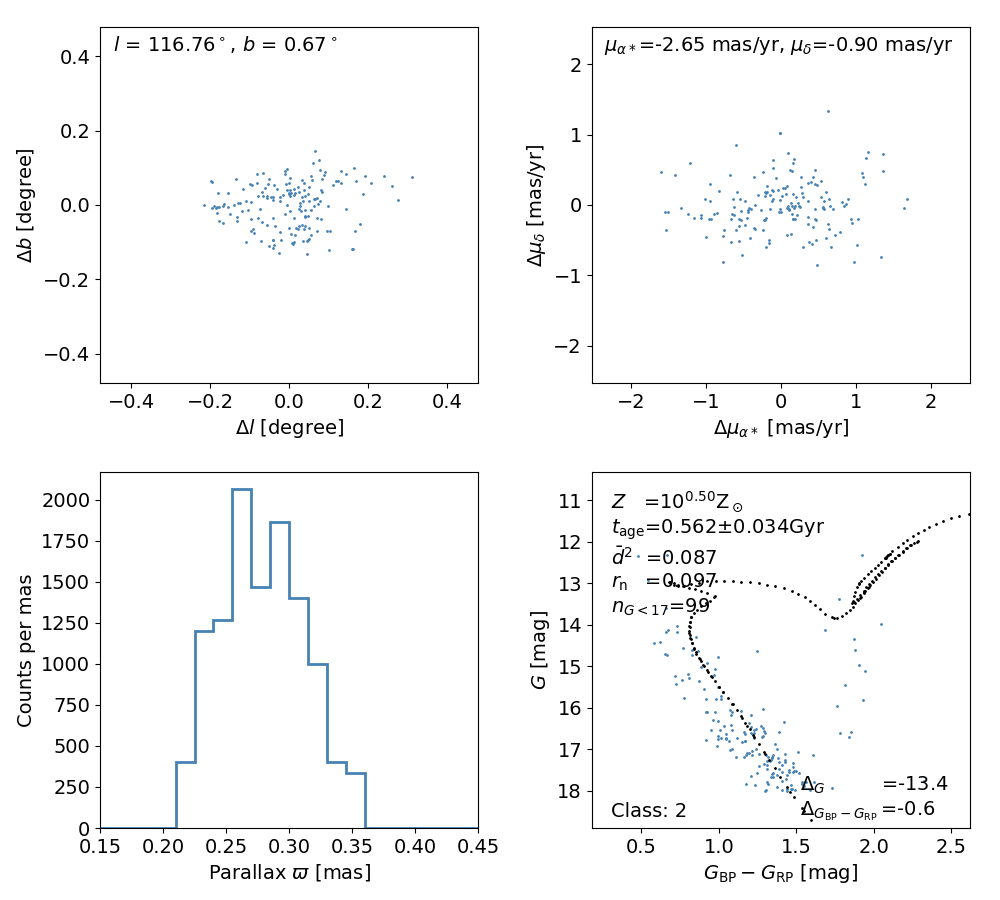 l = 116.76°, b = 0.67°
0.4
0.2
0.0
−0.2
−0.4
Δb [degree]
−0.4 −0.2 0.0 0.2 0.4
Δl [degree]
μα*=-2.65 mas/yr, μδ=-0.90 mas/yr
2
1
0
−1
−2
Δμδ [mas/yr]
−2 −1 0 1 2
Δμα* [mas/yr]
2000
1750
1500
1250
1000
750
500
250
0
Counts per mas
0.15 0.20 0.25 0.30 0.35 0.40 0.45
Parallax ϖ [mas]
Z =10^0.50 Z⊙
t_age=0.562±0.034Gyr
d̄² =0.087
r_n =0.097
n_G<17=99
11
12
13
14
15
16
17
18
G [mag]
Δ_G =-13.4
Δ_GBP−GRP =-0.6
Class: 2
0.5 1.0 1.5 2.0 2.5
G_BP − G_RP [mag]